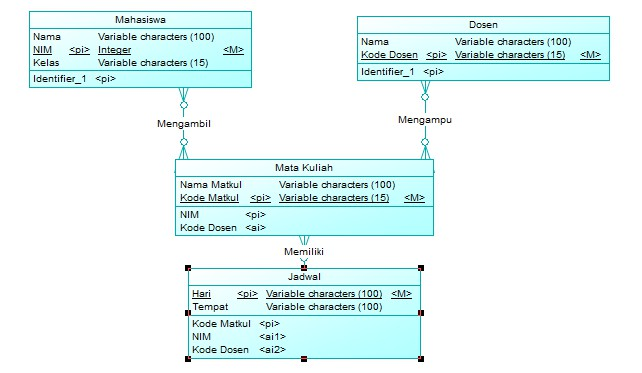 Mahasiswa
Nama Variable characters (100)
NIM <pi> Integer <M>
Kelas Variable characters (15)
Identifier_1 <pi>
Dosen
Nama Variable characters (100)
Kode Dosen <pi> Variable characters (15) <M>
Identifier_1 <pi>
Mengambil
Mengampu
Mata Kuliah
Nama Matkul Variable characters (100)
Kode Matkul <pi> Variable characters (15) <M>
NIM <pi>
Kode Dosen <ai>
Memiliki
Jadwal
Hari <pi> Variable characters (100) <M>
Tempat Variable characters (100)
Kode Matkul <pi>
NIM <ai1>
Kode Dosen <ai2>